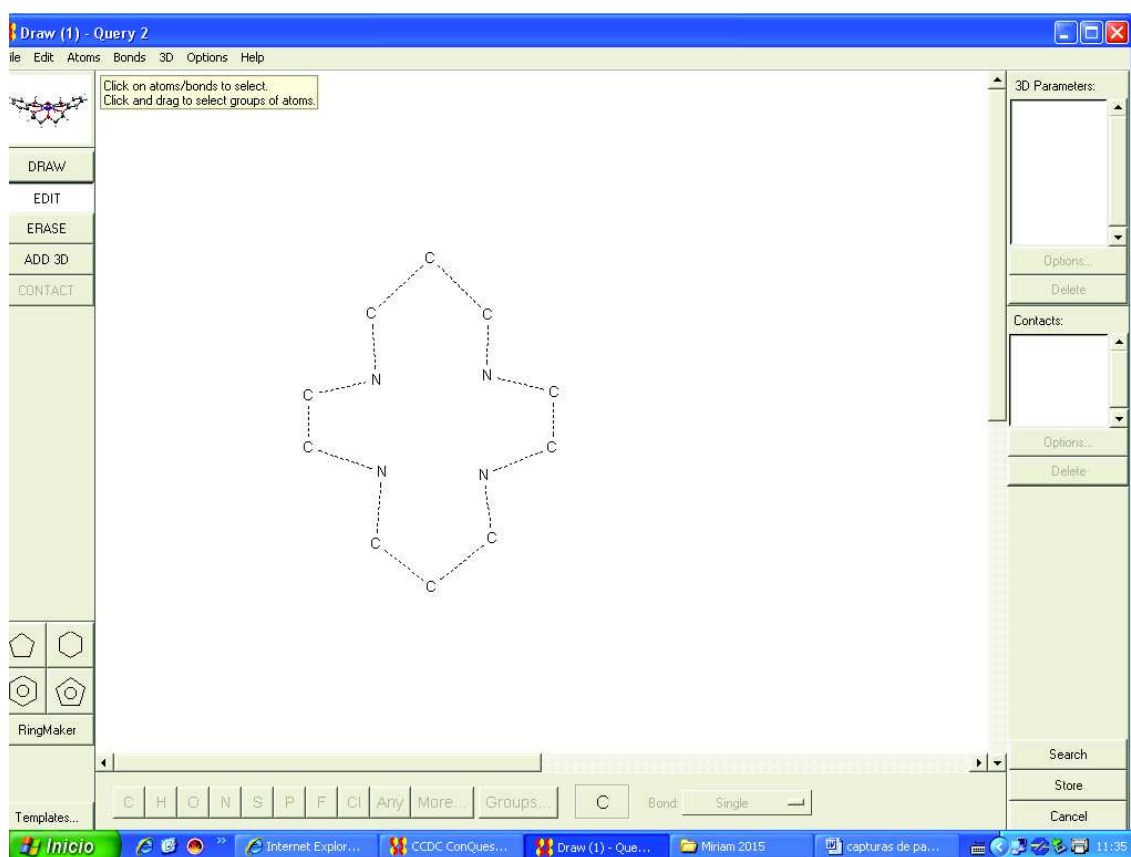 Draw (1) - Query 2
ile Edit Atoms Bonds 3D Options Help
Click on atoms/bonds to select.
Click and drag to select groups of atoms.
3D Parameters:
DRAW
EDIT
ERASE
ADD 3D
CONTACT
Options...
Delete
Contacts:
Options...
Delete
C
C C
N N
C C
C C
N N
C C
C
RingMaker
Templates...
C H O N S P F Cl Any More... Groups... C Bond: Single
Search
Store
Cancel
Inicio » Internet Explor... CCDC ConQues... Draw (1) - Que... Miriam 2015 capturas de pa... 11:35